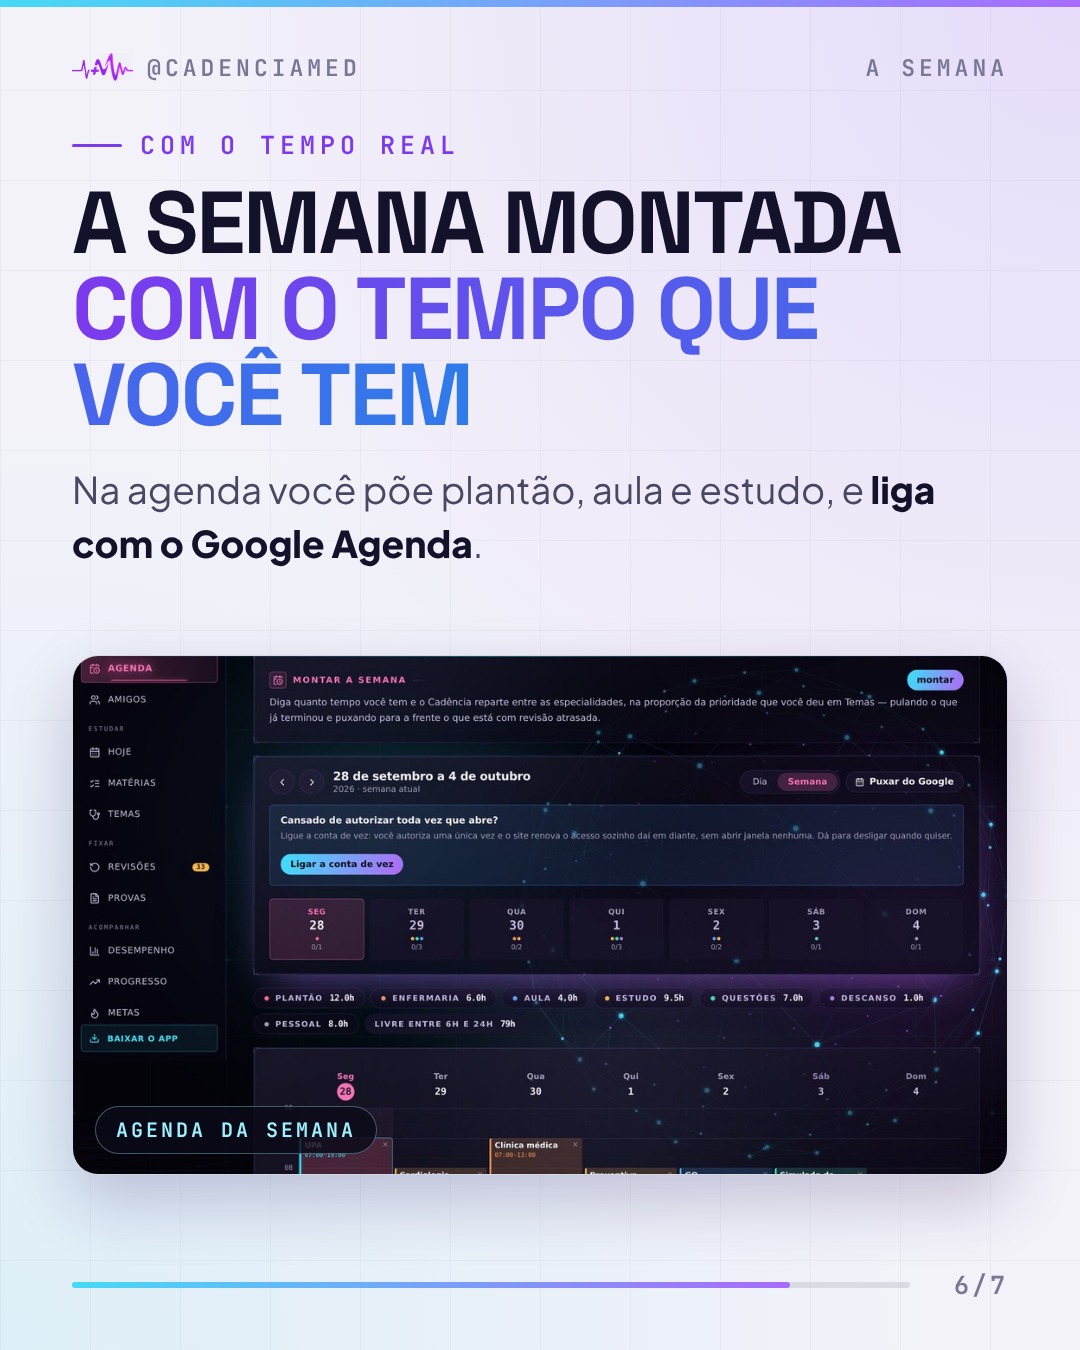 @CADENCIAMED
A SEMANA
COM O TEMPO REAL
A SEMANA MONTADA
COM O TEMPO QUE
VOCÊ TEM
Na agenda você põe plantão, aula e estudo, e liga
com o Google Agenda.
AGENDA
AMIGOS
ESTUDAR
HOJE
MATÉRIAS
TEMAS
FIXAR
REVISÕES 33
PROVAS
ACOMPANHAR
DESEMPENHO
PROGRESSO
METAS
BAIXAR O APP
MONTAR A SEMANA
montar
Diga quanto tempo você tem e o Cadência reparte entre as especialidades, na proporção da prioridade que você deu em Temas — pulando o que
já terminou e puxando para a frente o que está com revisão atrasada.
28 de setembro a 4 de outubro
2026 · semana atual
Dia Semana Puxar do Google
Cansado de autorizar toda vez que abre?
Ligue a conta de vez: você autoriza uma única vez e o site renova o acesso sozinho daí em diante, sem abrir janela nenhuma. Dá para desligar quando quiser.
Ligar a conta de vez
SEG TER QUA QUI SEX SÁB DOM
28 29 30 1 2 3 4
0/1 0/3 0/2 0/3 0/2 0/1 0/1
PLANTÃO 12.0h ENFERMARIA 6.0h AULA 4.0h ESTUDO 9.5h QUESTÕES 7.0h DESCANSO 1.0h
PESSOAL 8.0h LIVRE ENTRE 6H E 24H 79h
Seg Ter Qua Qui Sex Sáb Dom
28 29 30 1 2 3 4
AGENDA DA SEMANA
UPA
07:00-19:00
Clínica médica
07:00-13:00
08
6/7